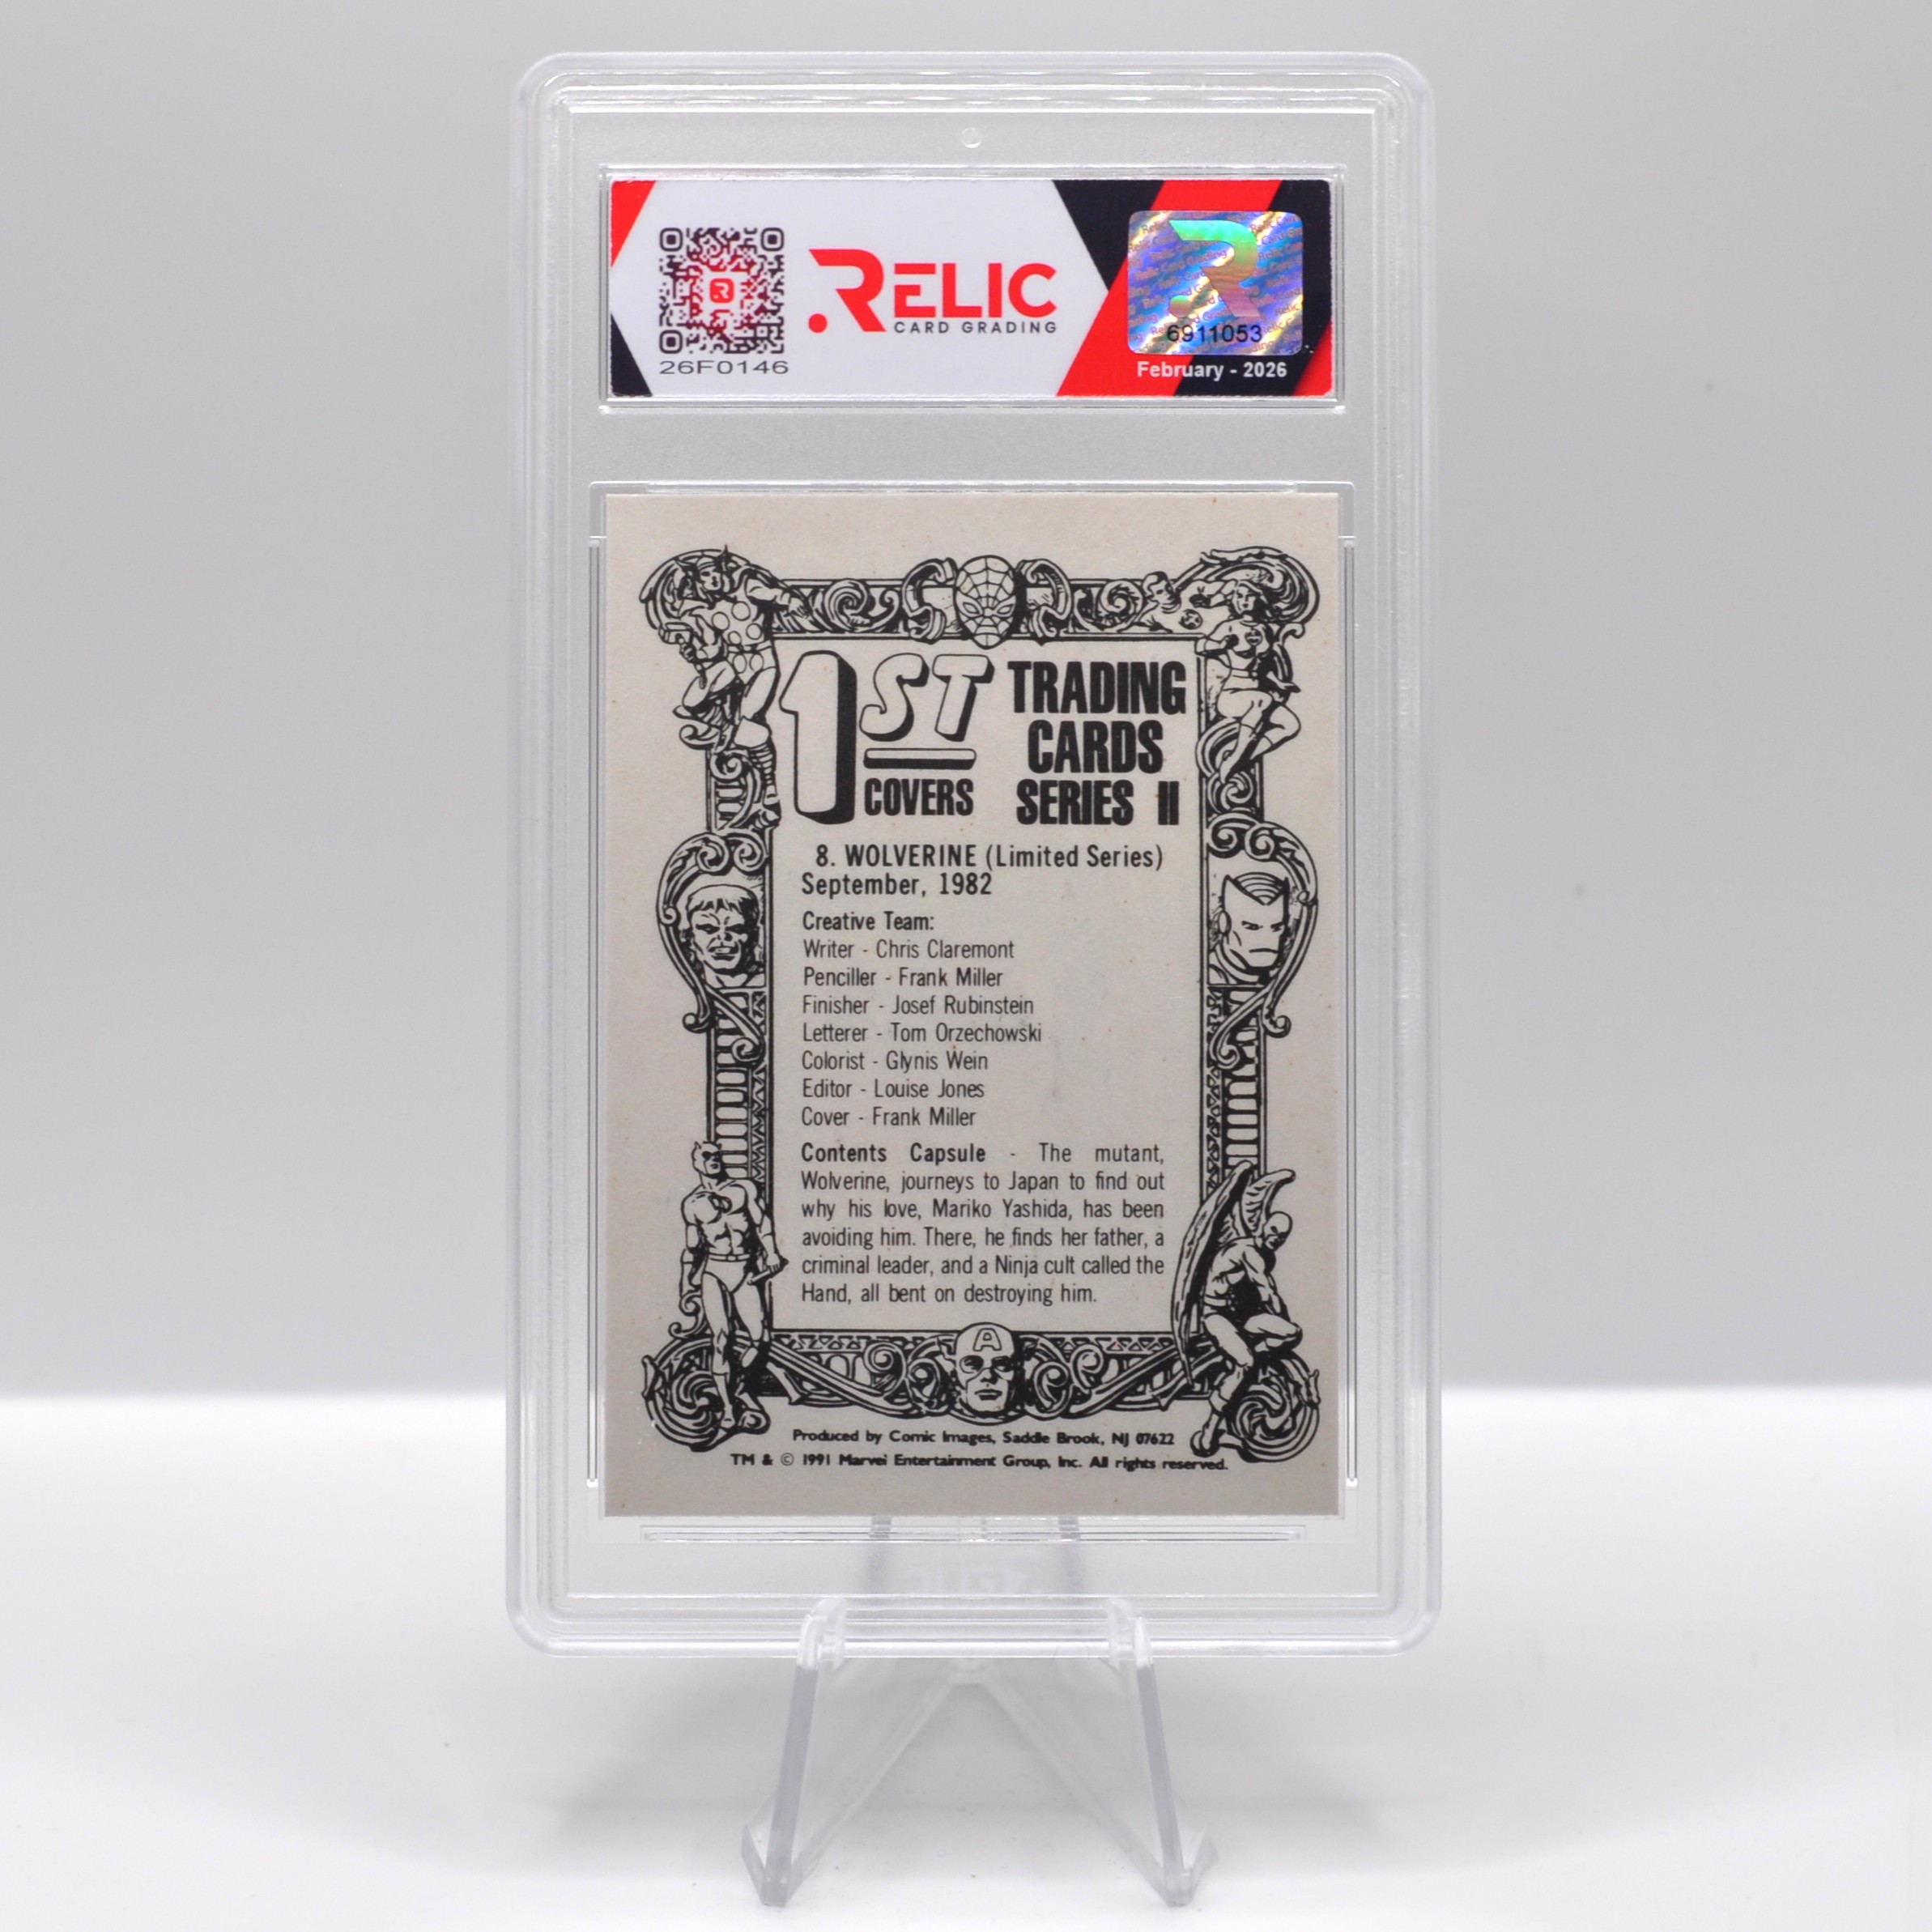 RELIC
CARD GRADING
26F0146
6911053
February - 2026
1ST COVERS
TRADING CARDS SERIES II
8. WOLVERINE (Limited Series)
September, 1982
Creative Team:
Writer - Chris Claremont
Penciller - Frank Miller
Finisher - Josef Rubinstein
Letterer - Tom Orzechowski
Colorist - Glynis Wein
Editor - Louise Jones
Cover - Frank Miller
Contents Capsule - The mutant,
Wolverine, journeys to Japan to find out
why his love, Mariko Yashida, has been
avoiding him. There, he finds her father, a
criminal leader, and a Ninja cult called the
Hand, all bent on destroying him.
A
Produced by Comic Images, Saddle Brook, NJ 07622
TM & © 1991 Marvel Entertainment Group, Inc. All rights reserved.